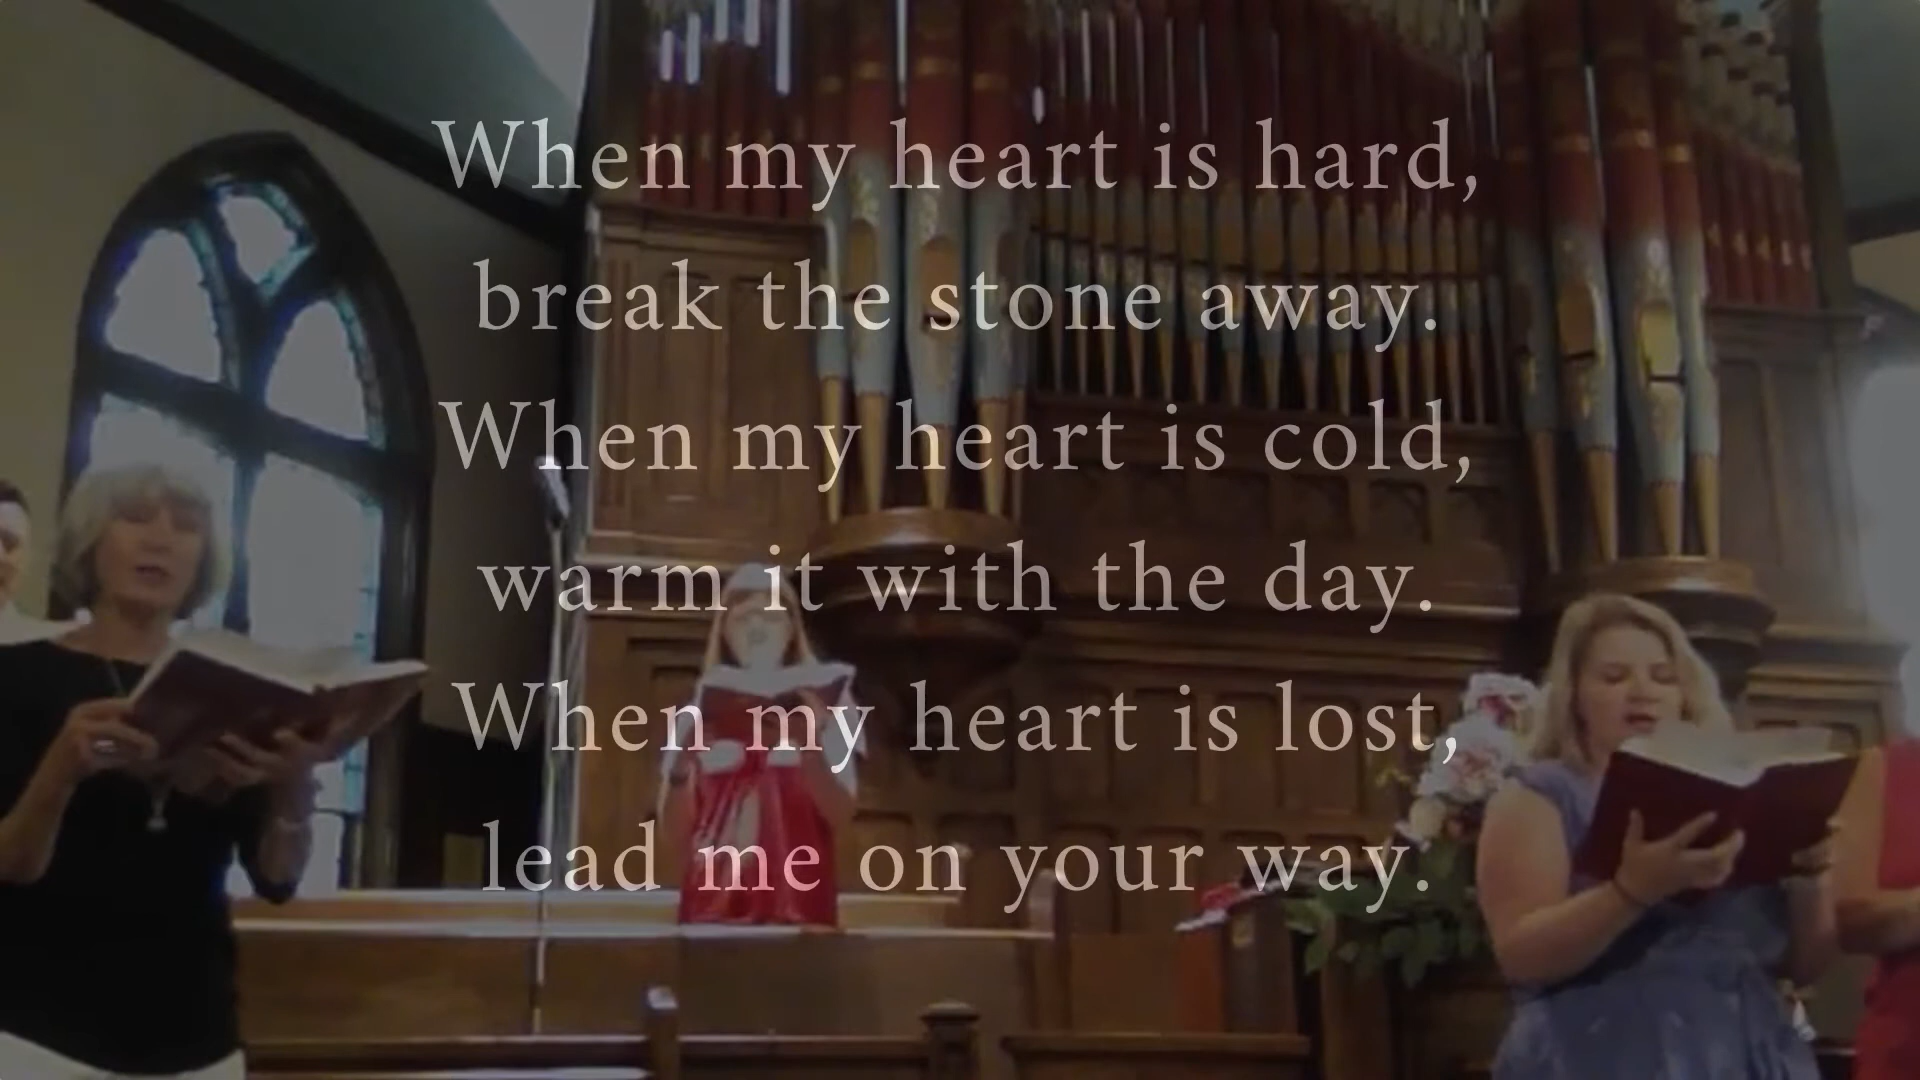 When my heart is hard,
break the stone away.
When my heart is cold,
warm it with the day.
When my heart is lost,
lead me on your way.